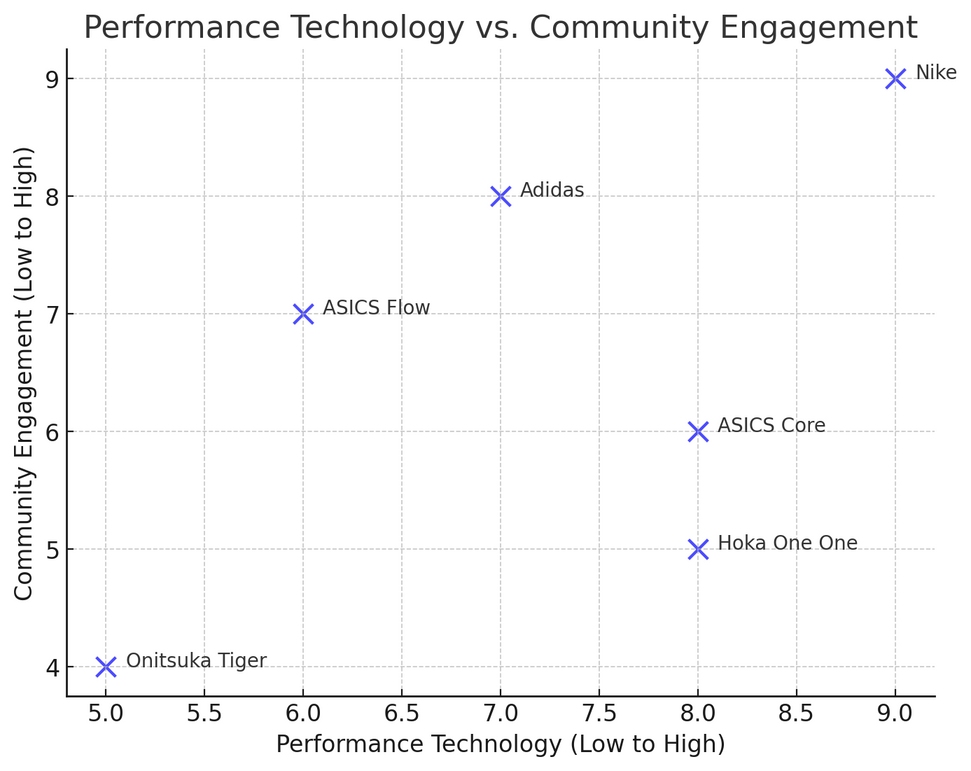 Performance Technology vs. Community Engagement
Community Engagement (Low to High)
9
8
7
6
5
4
Nike
Adidas
ASICS Flow
ASICS Core
Hoka One One
Onitsuka Tiger
5.0 5.5 6.0 6.5 7.0 7.5 8.0 8.5 9.0
Performance Technology (Low to High)